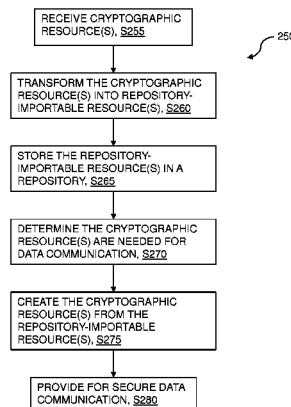 RECEIVE CRYPTOGRAPHIC
RESOURCE(S), S255
250
TRANSFORM THE CRYPTOGRAPHIC
RESOURCE(S) INTO REPOSITORY-
IMPORTABLE RESOURCE(S), S260
STORE THE REPOSITORY-
IMPORTABLE RESOURCE(S) IN A
REPOSITORY, S265
DETERMINE THE CRYPTOGRAPHIC
RESOURCE(S) ARE NEEDED FOR
DATA COMMUNICATION, S270
CREATE THE CRYPTOGRAPHIC
RESOURCE(S) FROM THE
REPOSITORY-IMPORTABLE
RESOURCE(S), S275
PROVIDE FOR SECURE DATA
COMMUNICATION, S280